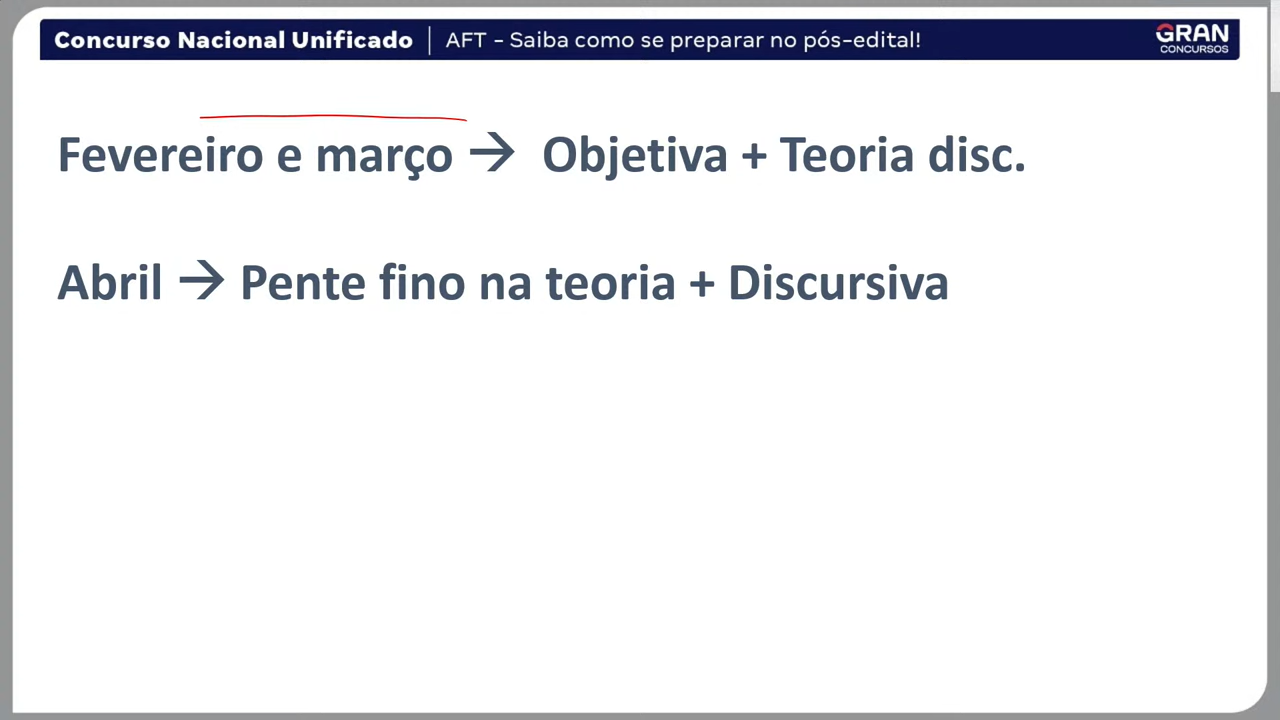 Concurso Nacional Unificado | AFT - Saiba como se preparar no pós-edital!
GRAN
CONCURSOS
Fevereiro e março → Objetiva + Teoria disc.
Abril → Pente fino na teoria + Discursiva